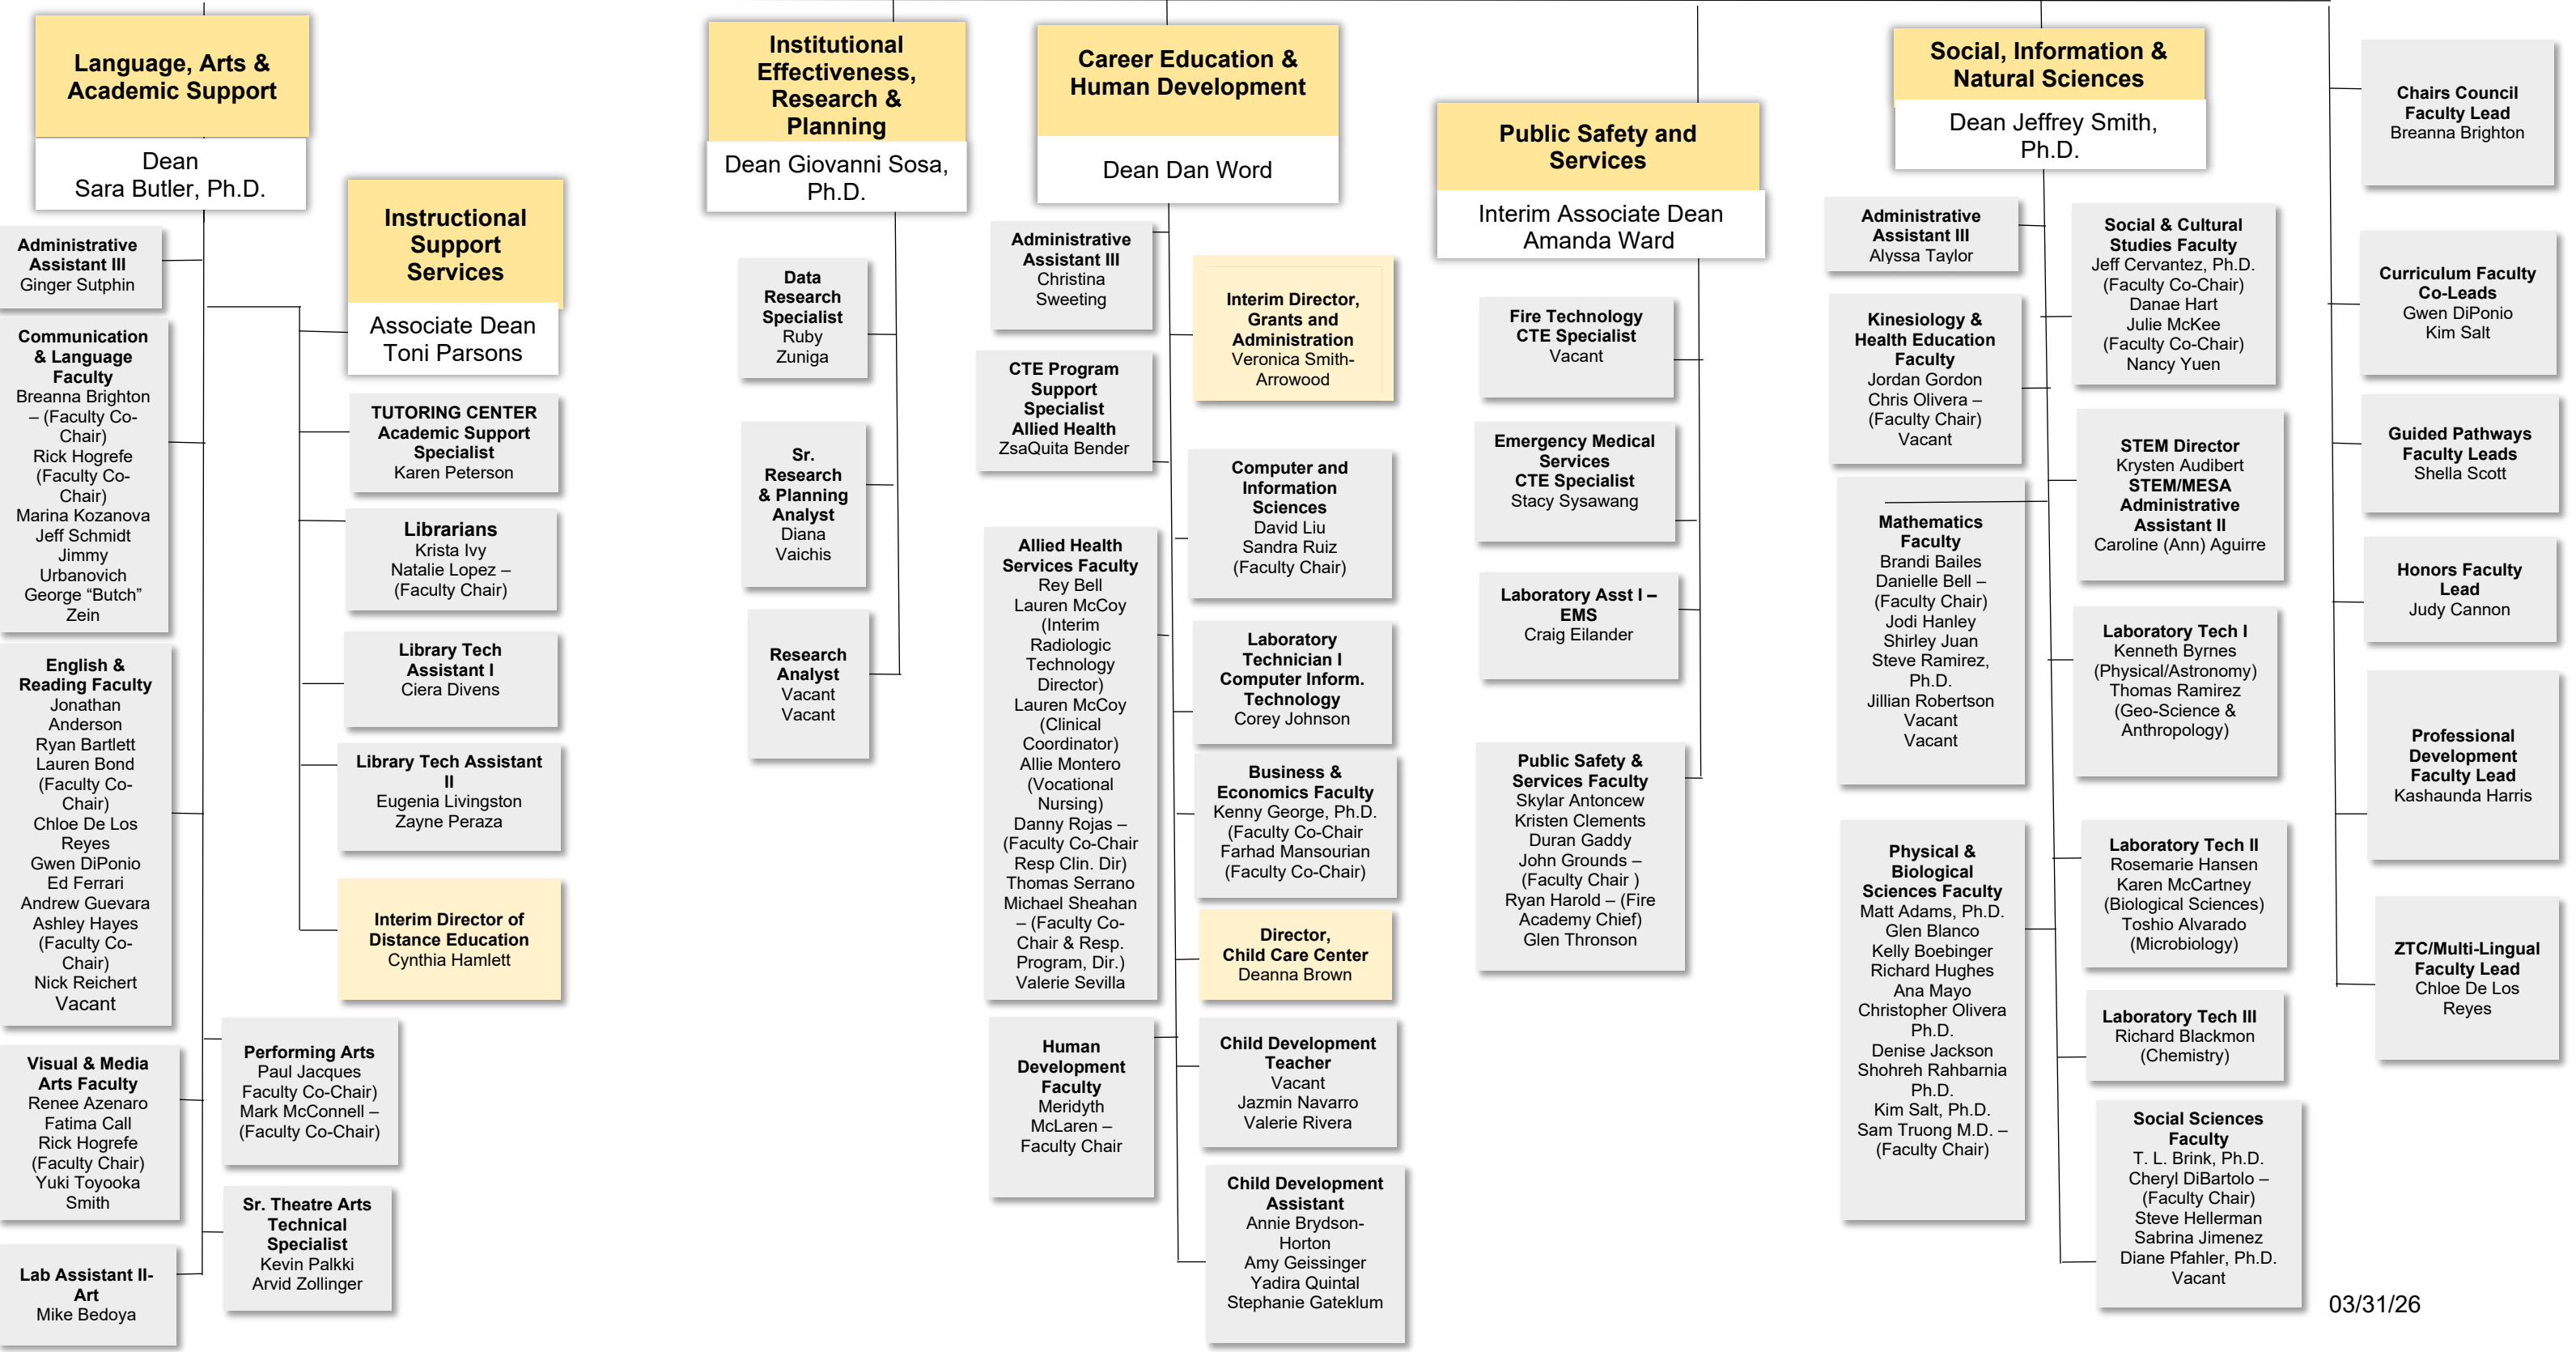 Language, Arts &
Academic Support
Dean
Sara Butler, Ph.D.
Administrative
Assistant III
Ginger Sutphin
Communication
& Language
Faculty
Breanna Brighton
– (Faculty Co-
Chair)
Rick Hogrefe
(Faculty Co-
Chair)
Marina Kozanova
Jeff Schmidt
Jimmy
Urbanovich
George “Butch”
Zein
English &
Reading Faculty
Jonathan
Anderson
Ryan Bartlett
Lauren Bond
(Faculty Co-
Chair)
Chloe De Los
Reyes
Gwen DiPonio
Ed Ferrari
Andrew Guevara
Ashley Hayes
(Faculty Co-
Chair)
Nick Reichert
Vacant
Visual & Media
Arts Faculty
Renee Azenaro
Fatima Call
Rick Hogrefe
(Faculty Chair)
Yuki Toyooka
Smith
Lab Assistant II-
Art
Mike Bedoya
Instructional
Support
Services
Associate Dean
Toni Parsons
TUTORING CENTER
Academic Support
Specialist
Karen Peterson
Librarians
Krista Ivy
Natalie Lopez –
(Faculty Chair)
Library Tech
Assistant I
Ciera Divens
Library Tech Assistant
II
Eugenia Livingston
Zayne Peraza
Interim Director of
Distance Education
Cynthia Hamlett
Performing Arts
Paul Jacques
Faculty Co-Chair)
Mark McConnell –
(Faculty Co-Chair)
Sr. Theatre Arts
Technical
Specialist
Kevin Palkki
Arvid Zollinger
Institutional
Effectiveness,
Research &
Planning
Dean Giovanni Sosa,
Ph.D.
Data
Research
Specialist
Ruby
Zuniga
Sr.
Research
& Planning
Analyst
Diana
Vaichis
Research
Analyst
Vacant
Vacant
Career Education &
Human Development
Dean Dan Word
Administrative
Assistant III
Christina
Sweeting
CTE Program
Support
Specialist
Allied Health
ZsaQuita Bender
Allied Health
Services Faculty
Rey Bell
Lauren McCoy
(Interim
Radiologic
Technology
Director)
Lauren McCoy
(Clinical
Coordinator)
Allie Montero
(Vocational
Nursing)
Danny Rojas –
(Faculty Co-Chair
Resp Clin. Dir)
Thomas Serrano
Michael Sheahan
– (Faculty Co-
Chair & Resp.
Program, Dir.)
Valerie Sevilla
Human
Development
Faculty
Meridyth
McLaren –
Faculty Chair
Interim Director,
Grants and
Administration
Veronica Smith-
Arrowood
Computer and
Information
Sciences
David Liu
Sandra Ruiz
(Faculty Chair)
Laboratory
Technician I
Computer Inform.
Technology
Corey Johnson
Business &
Economics Faculty
Kenny George, Ph.D.
(Faculty Co-Chair
Farhad Mansourian
(Faculty Co-Chair)
Director,
Child Care Center
Deanna Brown
Child Development
Teacher
Vacant
Jazmin Navarro
Valerie Rivera
Child Development
Assistant
Annie Brydson-
Horton
Amy Geissinger
Yadira Quintal
Stephanie Gateklum
Public Safety and
Services
Interim Associate Dean
Amanda Ward
Fire Technology
CTE Specialist
Vacant
Emergency Medical
Services
CTE Specialist
Stacy Sysawang
Laboratory Asst I –
EMS
Craig Eilander
Public Safety &
Services Faculty
Skylar Antoncew
Kristen Clements
Duran Gaddy
John Grounds –
(Faculty Chair )
Ryan Harold – (Fire
Academy Chief)
Glen Thronson
Social, Information &
Natural Sciences
Dean Jeffrey Smith,
Ph.D.
Administrative
Assistant III
Alyssa Taylor
Kinesiology &
Health Education
Faculty
Jordan Gordon
Chris Olivera –
(Faculty Chair)
Vacant
Mathematics
Faculty
Brandi Bailes
Danielle Bell –
(Faculty Chair)
Jodi Hanley
Shirley Juan
Steve Ramirez,
Ph.D.
Jillian Robertson
Vacant
Vacant
Physical &
Biological
Sciences Faculty
Matt Adams, Ph.D.
Glen Blanco
Kelly Boebinger
Richard Hughes
Ana Mayo
Christopher Olivera
Ph.D.
Denise Jackson
Shohreh Rahbarnia
Ph.D.
Kim Salt, Ph.D.
Sam Truong M.D. –
(Faculty Chair)
Social & Cultural
Studies Faculty
Jeff Cervantez, Ph.D.
(Faculty Co-Chair)
Danae Hart
Julie McKee
(Faculty Co-Chair)
Nancy Yuen
STEM Director
Krysten Audibert
STEM/MESA
Administrative
Assistant II
Caroline (Ann) Aguirre
Laboratory Tech I
Kenneth Byrnes
(Physical/Astronomy)
Thomas Ramirez
(Geo-Science &
Anthropology)
Laboratory Tech II
Rosemarie Hansen
Karen McCartney
(Biological Sciences)
Toshio Alvarado
(Microbiology)
Laboratory Tech III
Richard Blackmon
(Chemistry)
Social Sciences
Faculty
T. L. Brink, Ph.D.
Cheryl DiBartolo –
(Faculty Chair)
Steve Hellerman
Sabrina Jimenez
Diane Pfahler, Ph.D.
Vacant
Chairs Council
Faculty Lead
Breanna Brighton
Curriculum Faculty
Co-Leads
Gwen DiPonio
Kim Salt
Guided Pathways
Faculty Leads
Shella Scott
Honors Faculty
Lead
Judy Cannon
Professional
Development
Faculty Lead
Kashaunda Harris
ZTC/Multi-Lingual
Faculty Lead
Chloe De Los
Reyes
03/31/26